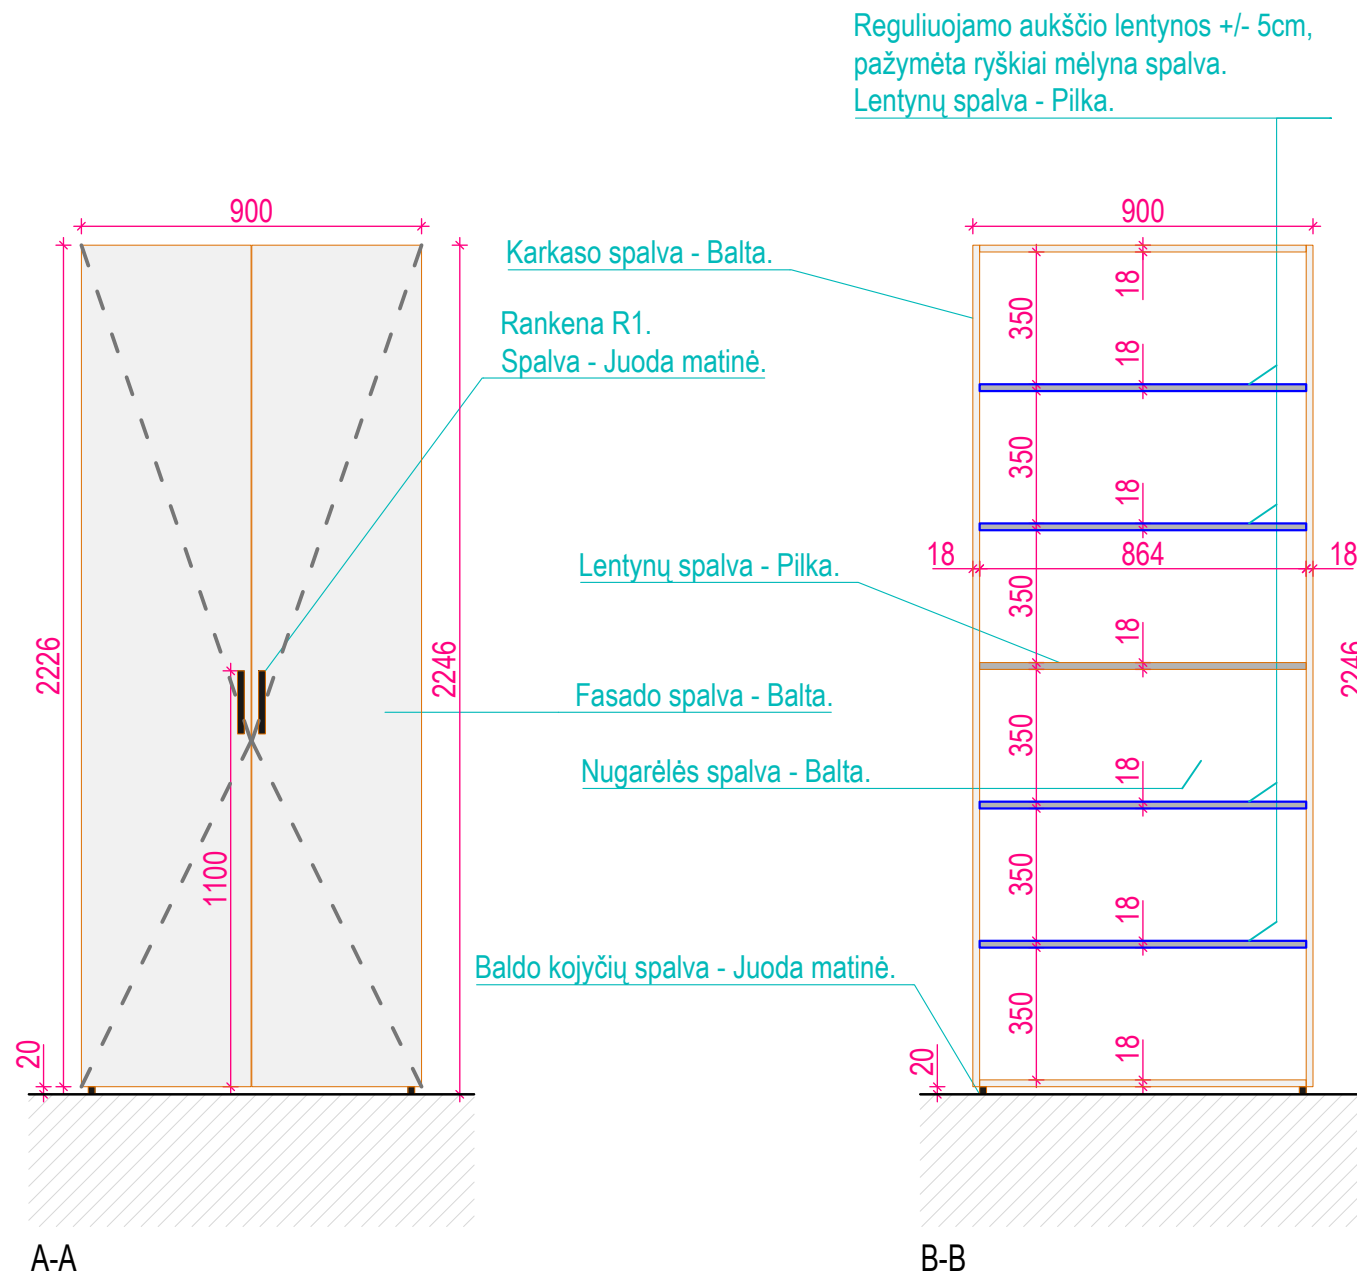 Reguliuojamo aukščio lentynos +/- 5cm,
pažymėta ryškiai mėlyna spalva.
Lentynų spalva - Pilka.
900
900
Karkaso spalva - Balta.
18
350
Rankena R1.
Spalva - Juoda matinė.
18
350
18
18
864
18
Lentynų spalva - Pilka.
350
18
2226
2246
2246
Fasado spalva - Balta.
350
Nugarėlės spalva - Balta.
18
1100
350
18
Baldo kojyčių spalva - Juoda matinė.
350
18
20
20
A-A
B-B